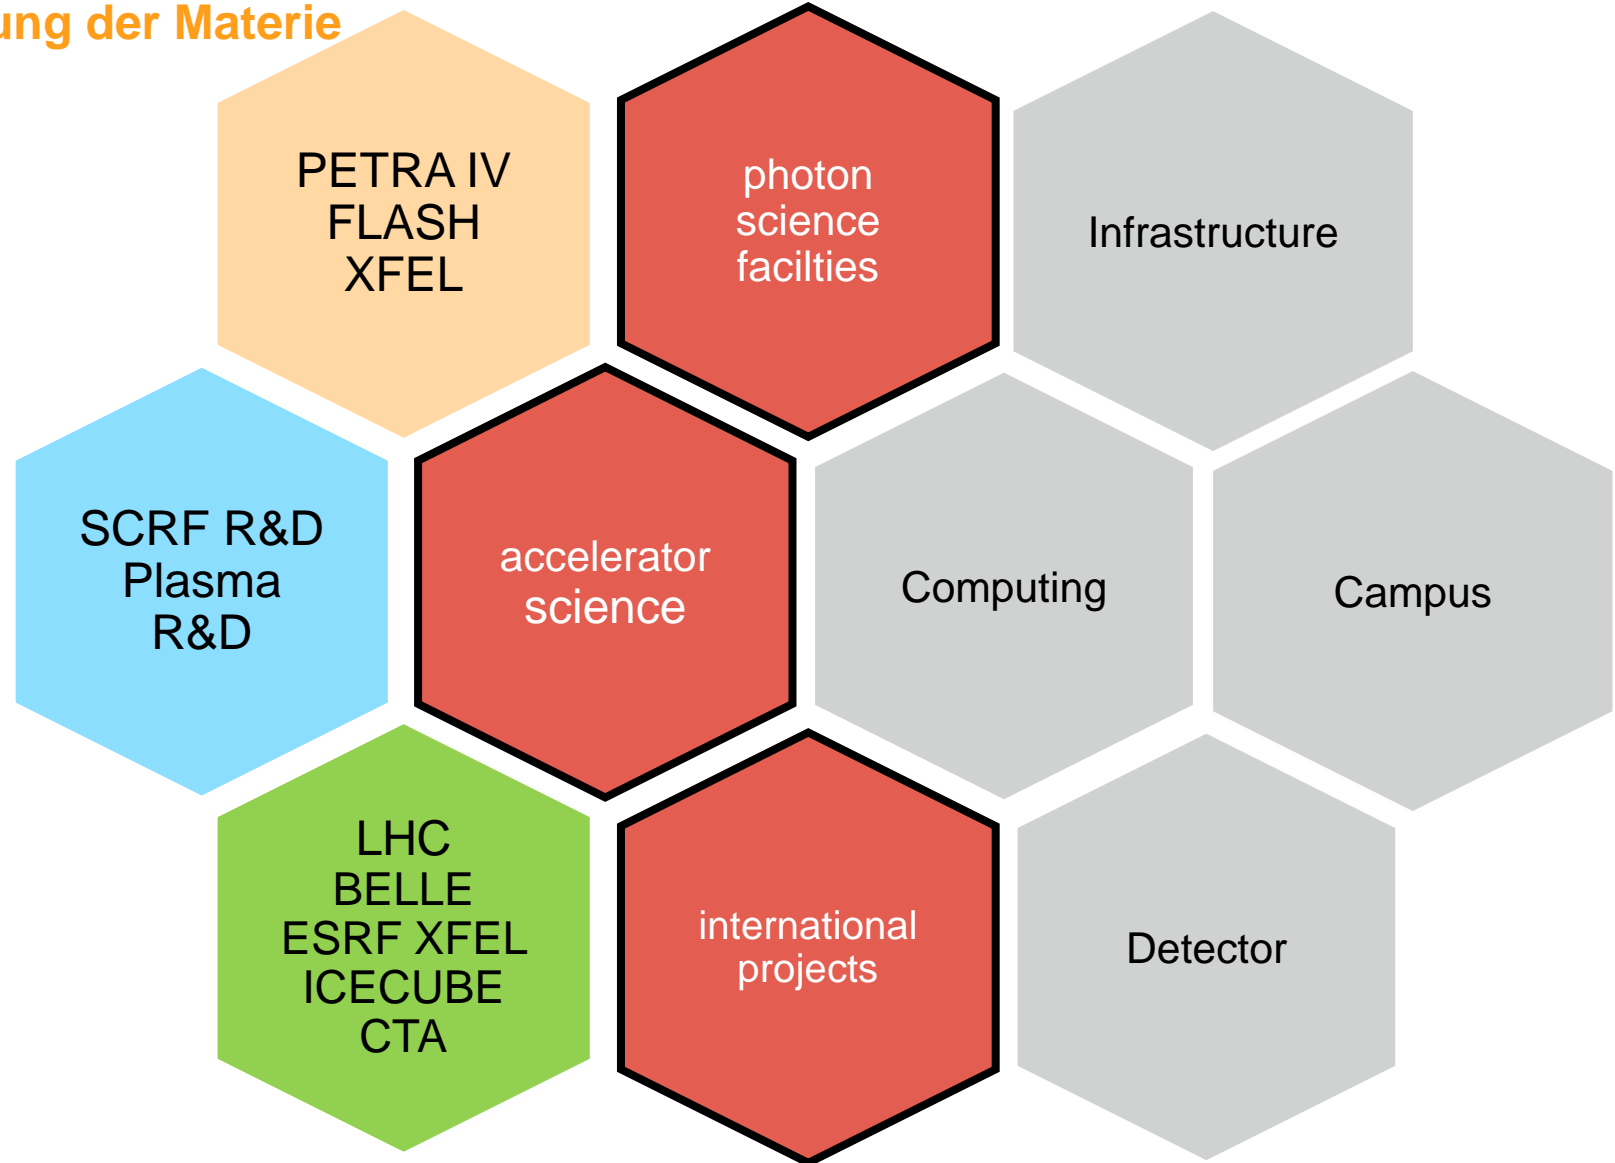 ung der Materie
PETRA IV
FLASH
XFEL
photon
science
facilties
Infrastructure
SCRF R&D
Plasma
R&D
accelerator
science
Computing
Campus
LHC
BELLE
ESRF XFEL
ICECUBE
CTA
international
projects
Detector